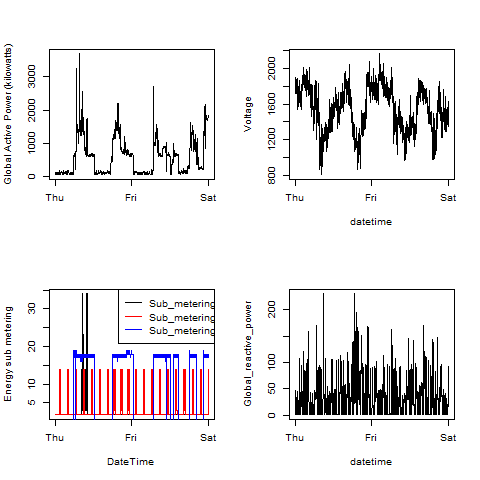 Global Active Power (kilowatts)
0
1000
2000
3000
Thu
Fri
Sat
Voltage
800
1200
1600
2000
Thu
Fri
Sat
datetime
Energy sub metering
5
10
20
30
Sub_metering
Sub_metering
Sub_metering
Thu
Fri
Sat
DateTime
Global_reactive_power
0
50
100
200
Thu
Fri
Sat
datetime